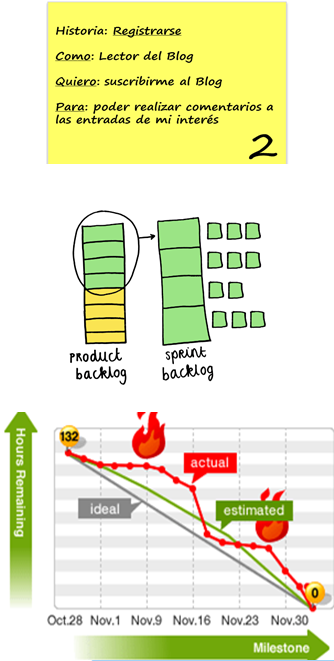 Historia: Registrarse
Como: Lector del Blog
Quiero: suscribirme al Blog
Para: poder realizar comentarios a
las entradas de mi interés
2
product
backlog
sprint
backlog
Hours Remaining
132
actual
ideal
estimated
0
Oct.28 Nov.1 Nov.9 Nov.16 Nov.23 Nov.30
Milestone